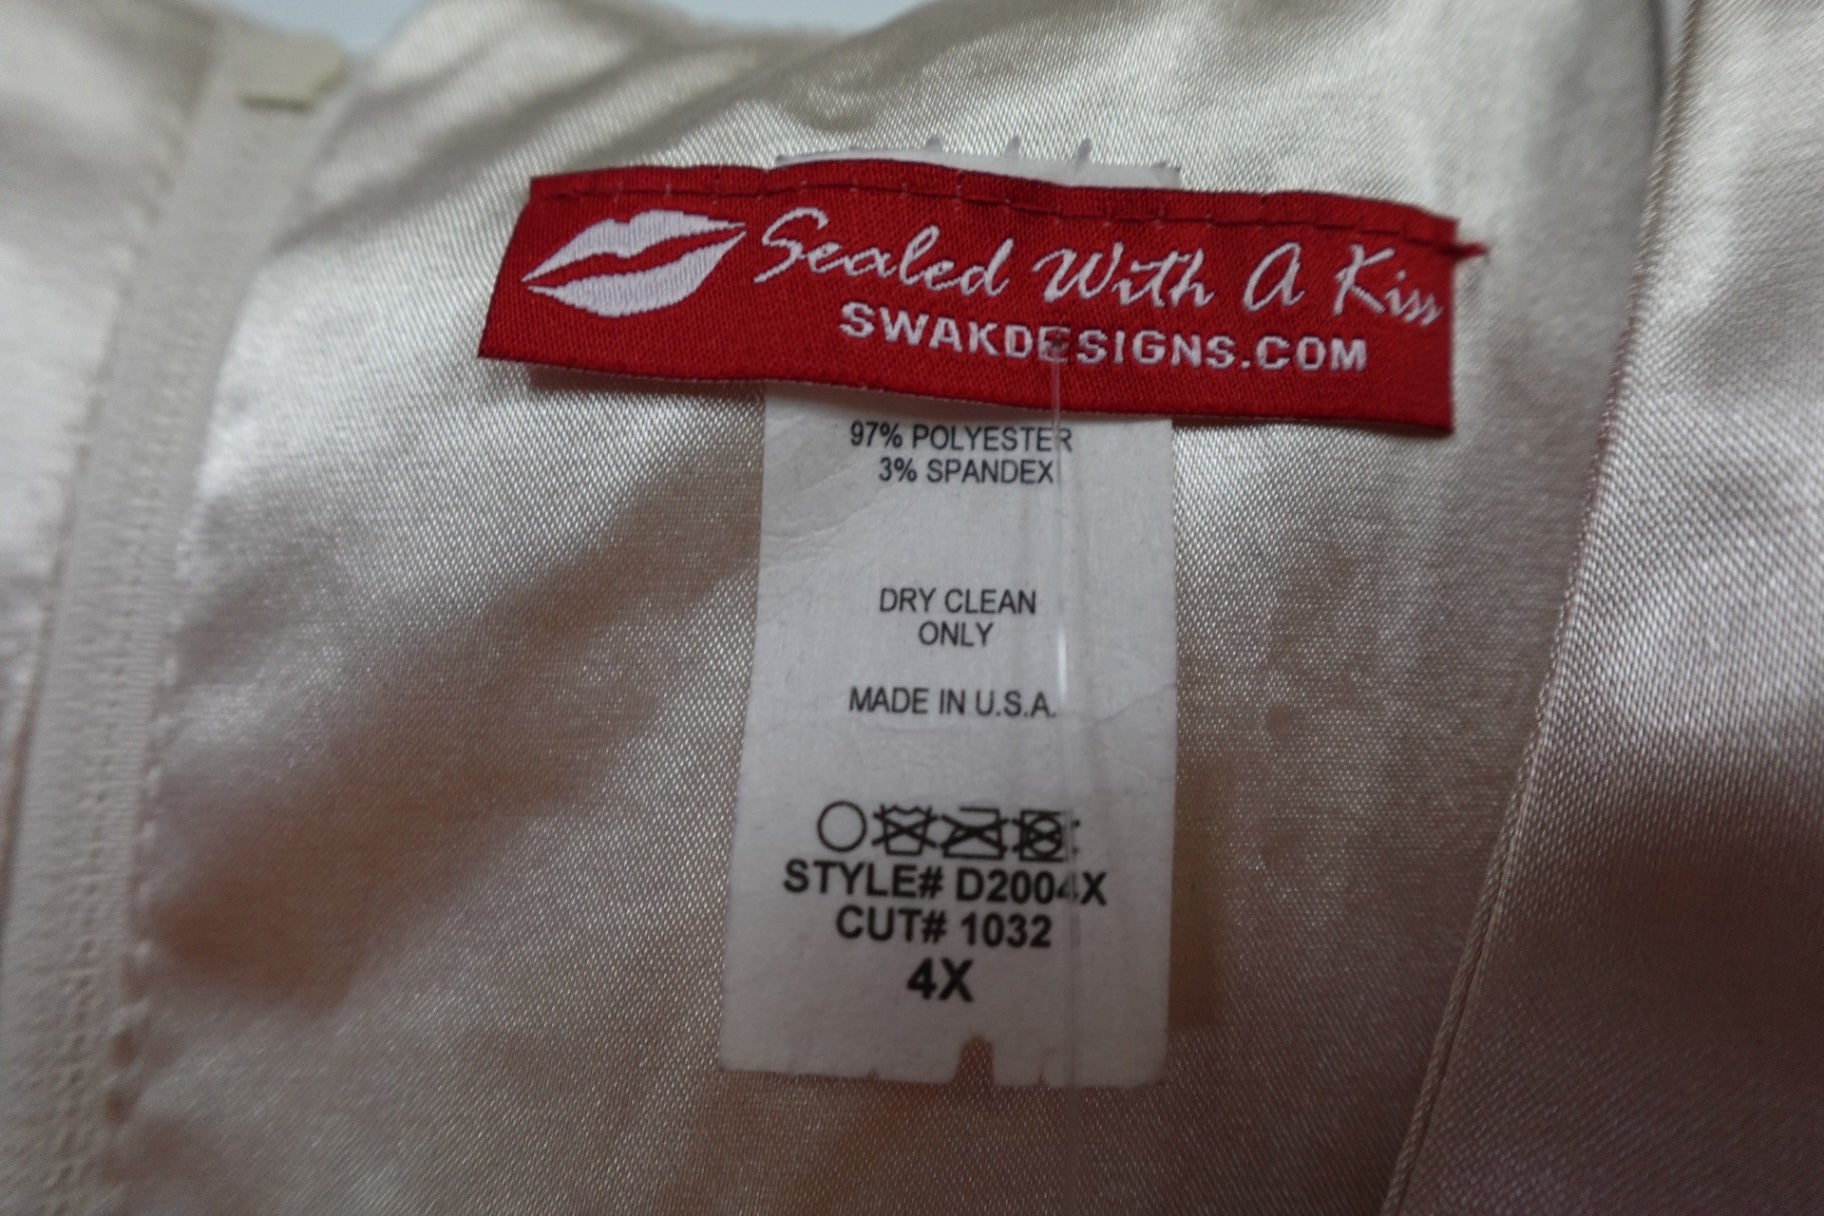 Sealed With A Kiss
SWAKDESIGNS.COM
97% POLYESTER
3% SPANDEX
DRY CLEAN
ONLY
MADE IN U.S.A.
STYLE# D2004X
CUT# 1032
4X